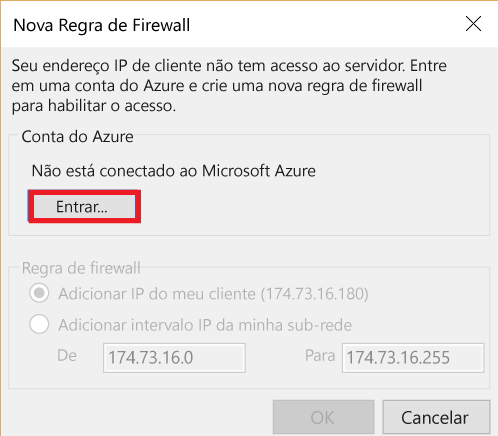 Nova Regra de Firewall
Seu endereço IP de cliente não tem acesso ao servidor. Entre
em uma conta do Azure e crie uma nova regra de firewall
para habilitar o acesso.
Conta do Azure
Não está conectado ao Microsoft Azure
Entrar...
Regra de firewall
Adicionar IP do meu cliente (174.73.16.180)
Adicionar intervalo IP da minha sub-rede
De 174.73.16.0 Para 174.73.16.255
OK Cancelar